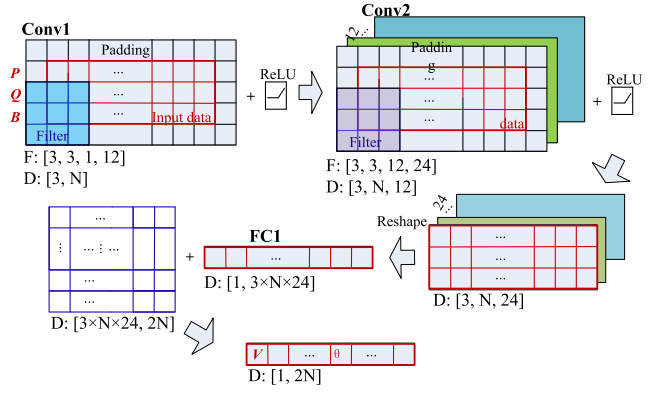 Conv1
Padding
P
...
Q
...
B
...
Input data
Filter
F: [3, 3, 1, 12]
D: [3, N]
+
ReLU
Conv2
12...
Paddin
g
...
...
...
data
Filter
F: [3, 3, 12, 24]
D: [3, N, 12]
+
ReLU
24...
Reshape
...
...
...
D: [3, N, 24]
FC1
...
D: [1, 3×N×24]
+
...
⋮ ...⋮...
...
...
D: [3×N×24, 2N]
V ... θ ...
D: [1, 2N]